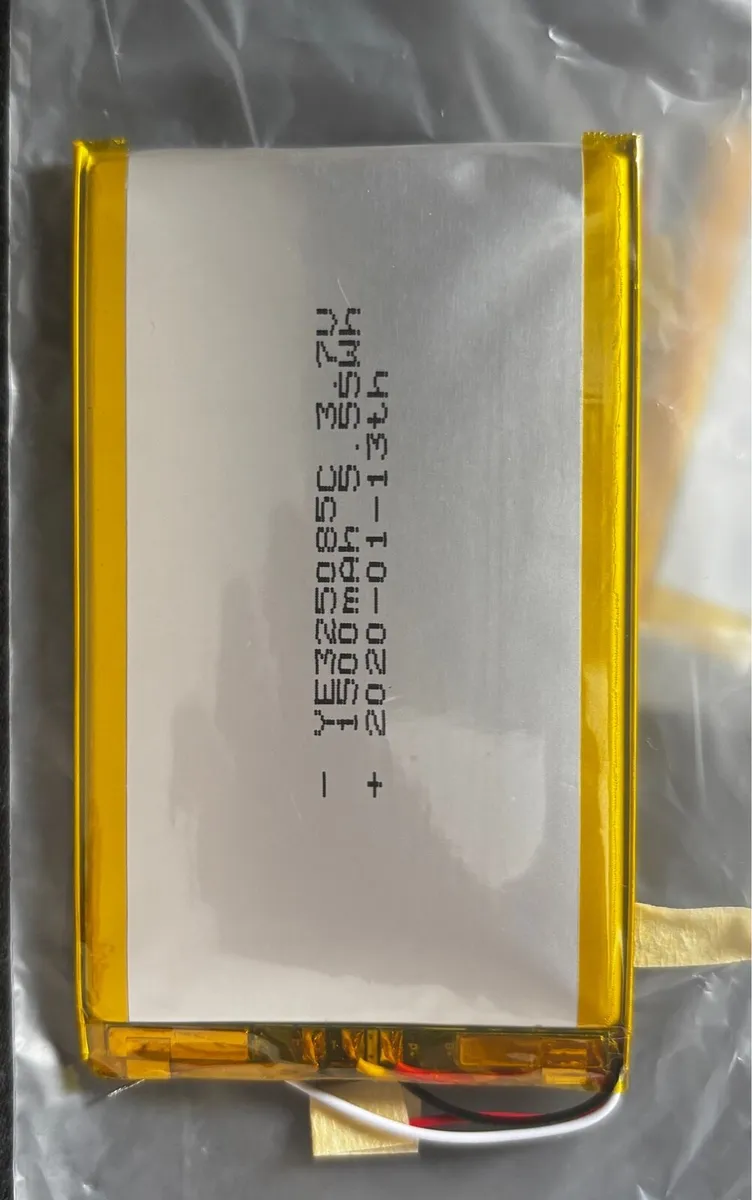 - YE325085C 3.7V
1500mAh 5.55Wh
+ 2020-01-13th